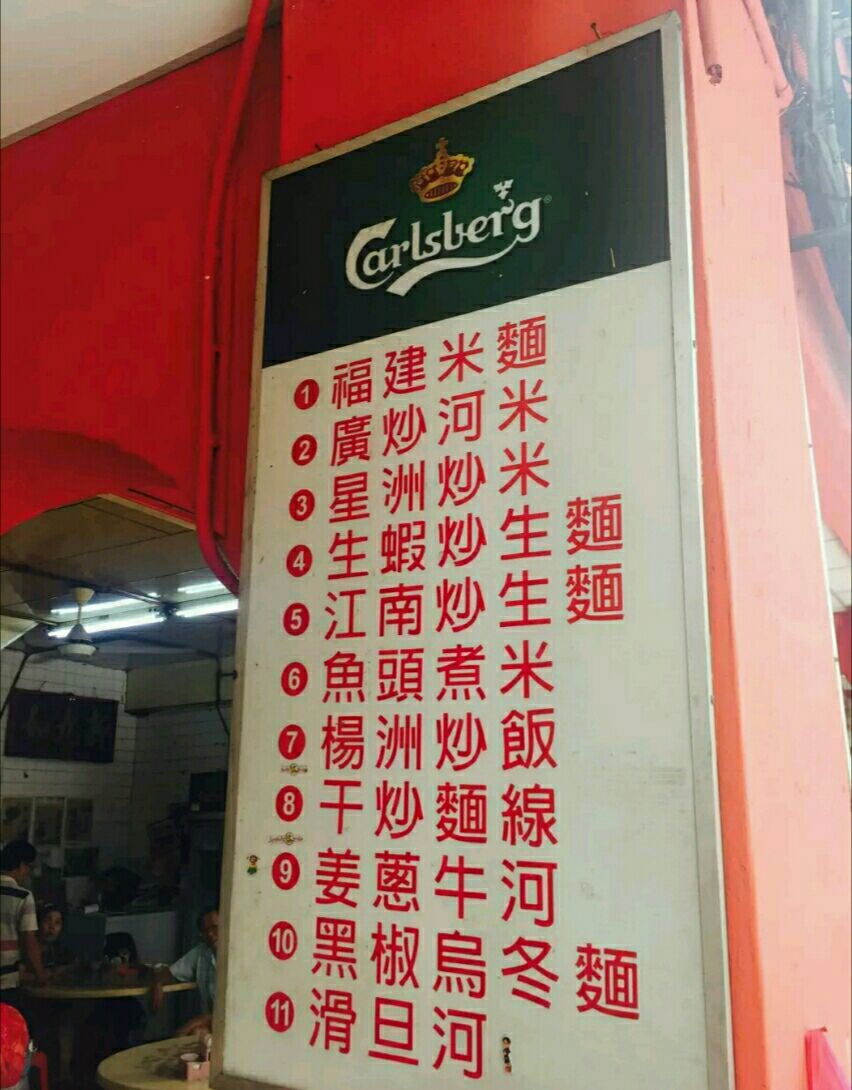 Carlsberg
1 福建米麵
2 廣炒河米
3 星洲炒米
4 生蝦炒生麵
5 江南炒生麵
6 魚頭煮米
7 楊洲炒飯
8 干炒麵線
9 姜蔥牛河
10 黑椒烏冬麵
11 滑旦河